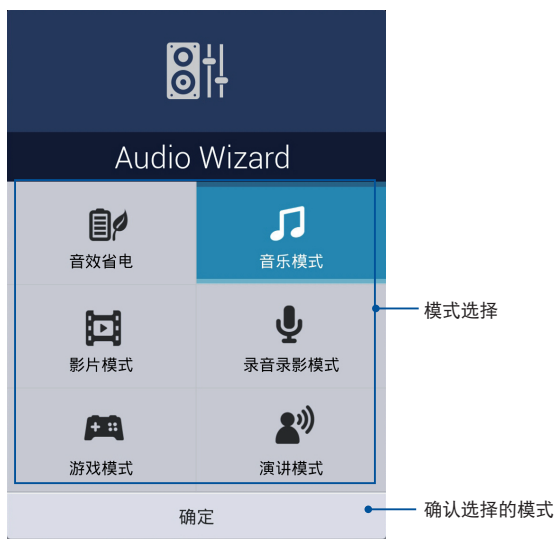 Audio Wizard
音效省电
音乐模式
影片模式
录音录影模式
模式选择
游戏模式
演讲模式
确定
确认选择的模式